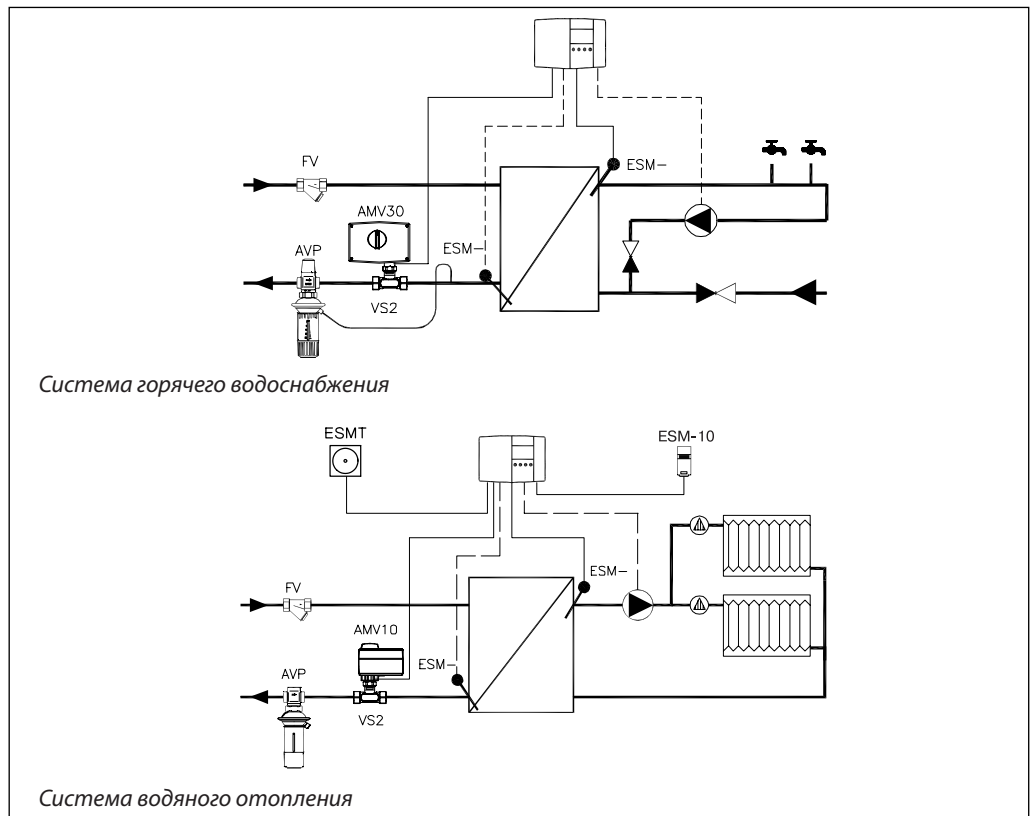 FV
ESM-
AMV30
AVP
ESM-
VS2
Система горячего водоснабжения
ESMT
ESM-10
FV
ESM-
AMV10
ESM-
AVP
VS2
Система водяного отопления